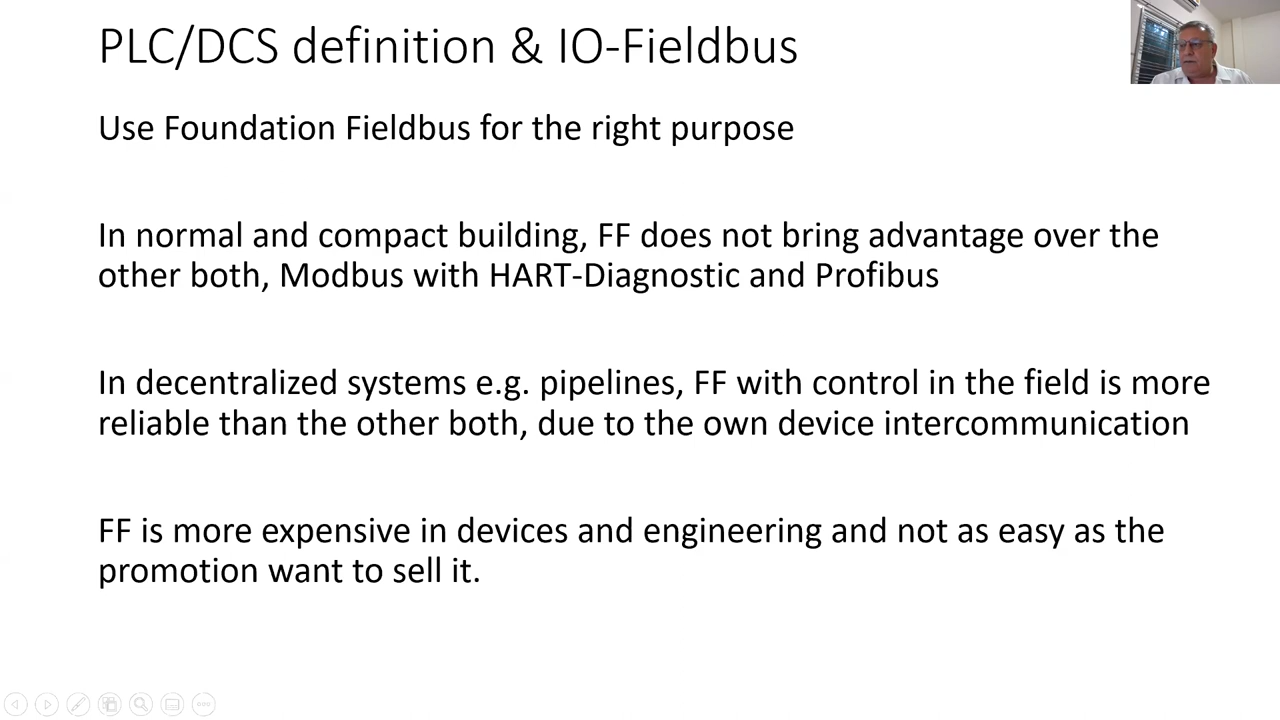 PLC/DCS definition & IO-Fieldbus
Use Foundation Fieldbus for the right purpose
In normal and compact building, FF does not bring advantage over the
other both, Modbus with HART-Diagnostic and Profibus
In decentralized systems e.g. pipelines, FF with control in the field is more
reliable than the other both, due to the own device intercommunication
FF is more expensive in devices and engineering and not as easy as the
promotion want to sell it.